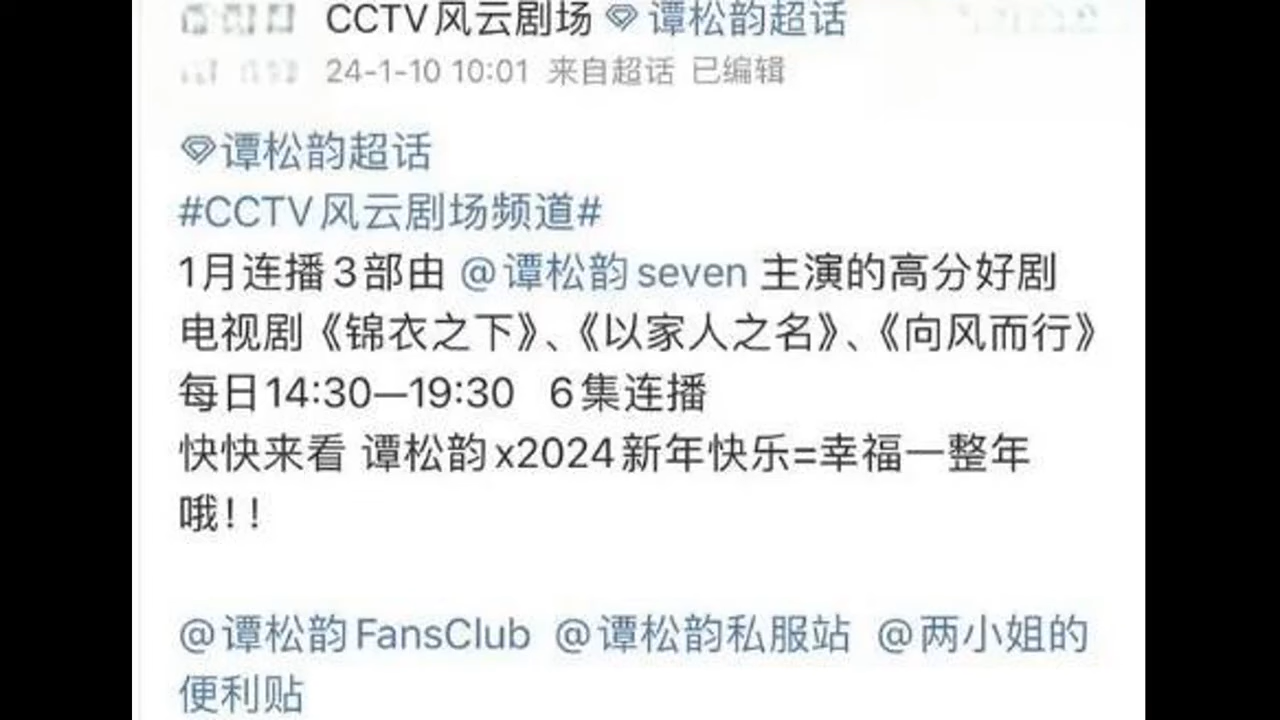 CCTV风云剧场 谭松韵超话
24-1-10 10:01 来自超话 已编辑
谭松韵超话
#CCTV风云剧场频道#
1月连播3部由 @谭松韵seven 主演的高分好剧
电视剧《锦衣之下》、《以家人之名》、《向风而行》
每日14:30—19:30 6集连播
快快来看 谭松韵x2024新年快乐=幸福一整年
哦！！
@谭松韵FansClub @谭松韵私服站 @两小姐的
便利贴